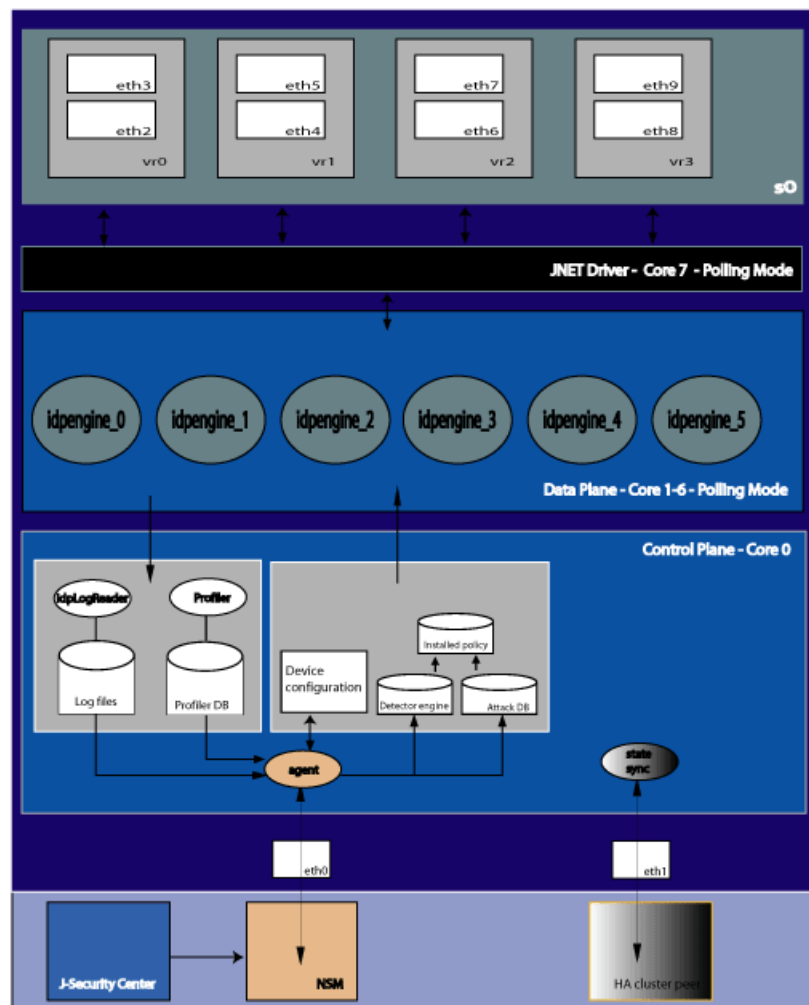 eth3
eth5
eth7
eth9
eth2
eth4
eth6
eth8
vr0
vr1
vr2
vr3
s0
JNET Driver - Core 7 - Polling Mode
idpengine_0
idpengine_1
idpengine_2
idpengine_3
idpengine_4
idpengine_5
Data Plane - Core 1-6 - Polling Mode
Control Plane - Core 0
idpLogReader
Profiler
Log files
Profiler DB
Device
configuration
Installed policy
Detector engine
Attack DB
agent
state
sync
eth0
eth1
J-Security Center
NSM
HA cluster peer